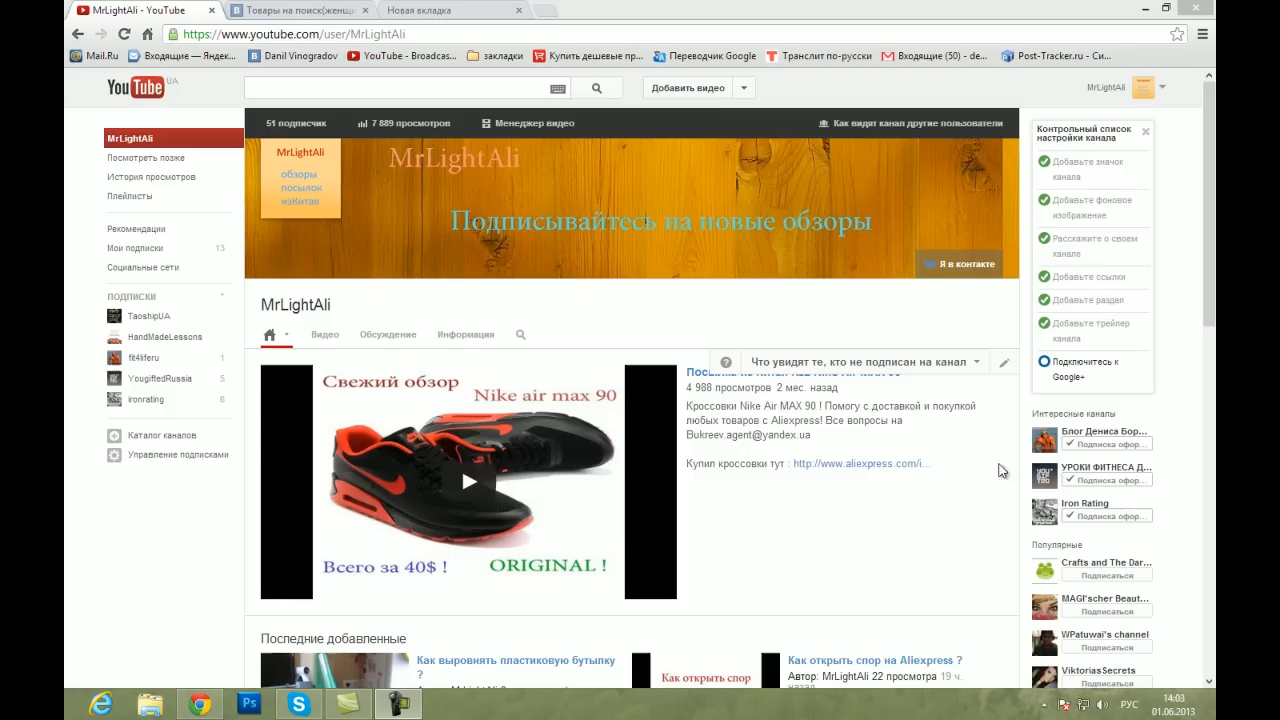 MrLightAli - YouTube
Товары на поиск(женщ
Новая вкладка
https://www.youtube.com/user/MrLightAli
Mail.Ru
Входящие — Яндек...
Danil Vinogradov
YouTube - Broadcas...
закладки
Купить дешевые пр...
Переводчик Google
Транслит по-русски
Входящие (50) - de...
Post-Tracker.ru - Си...
YouTube UA
Добавить видео
MrLightAli
51 подписчик
7 889 просмотров
Менеджер видео
Как видят канал другие пользователи
MrLightAli
Посмотреть позже
История просмотров
Плейлисты
Рекомендации
Мои подписки 13
Социальные сети
ПОДПИСКИ
TaoshipUA
HandMadeLessons
fit4liferu 1
YougiftedRussia 5
ironrating 6
Каталог каналов
Управление подписками
MrLightAli
обзоры
посылок
изКитая
MrLightAli
Подписывайтесь на новые обзоры
Я в контакте
MrLightAli
Видео
Обсуждение
Информация
Что увидят те, кто не подписан на канал
Свежий обзор
Nike air max 90
Всего за 40$ !
ORIGINAL !
4 988 просмотров 2 мес. назад
Кроссовки Nike Air MAX 90 ! Помогу с доставкой и покупкой
любых товаров с Aliexpress! Все вопросы на
Bukreev.agent@yandex.ua
Купил кроссовки тут : http://www.aliexpress.com/i...
Последние добавленные
Как выровнять пластиковую бутылку
?
Как открыть спор
Как открыть спор на Aliexpress ?
Автор: MrLightAli 22 просмотра 19 ч.
назад
Контрольный список
настройки канала
Добавьте значок
канала
Добавьте фоновое
изображение
Расскажите о своем
канале
Добавьте ссылки
Добавьте раздел
Добавьте трейлер
канала
Подключитесь к
Google+
Интересные каналы
Блог Дениса Бор...
Подписка офор...
УРОКИ ФИТНЕСА Д...
Подписка офор...
Iron Rating
Подписка офор...
Популярные
Crafts and The Dar...
Подписаться
MAGI'scher Beaut...
Подписаться
WPatuwai's channel
Подписаться
ViktoriasSecrets
Подписаться
РУС
14:03
01.06.2013